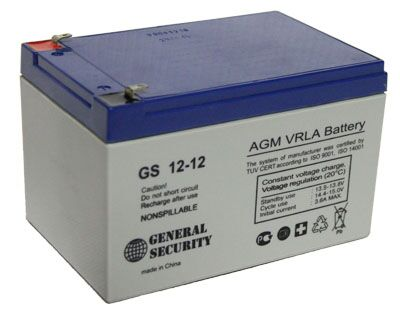 GS 12-12
Caution!
Do not short circuit
Recharge after use
NONSPILLABLE
GENERAL
SECURITY
made in China
AGM VRLA Battery
The system of manufacturer was certified by
TUV CERT according to ISO 9001, ISO 14001
Constant voltage charge,
Voltage regulation (20°C)
Standby use : 13.5-13.8V
Cycle use : 14.4-15.0V
Initial current : 3.6A MAX